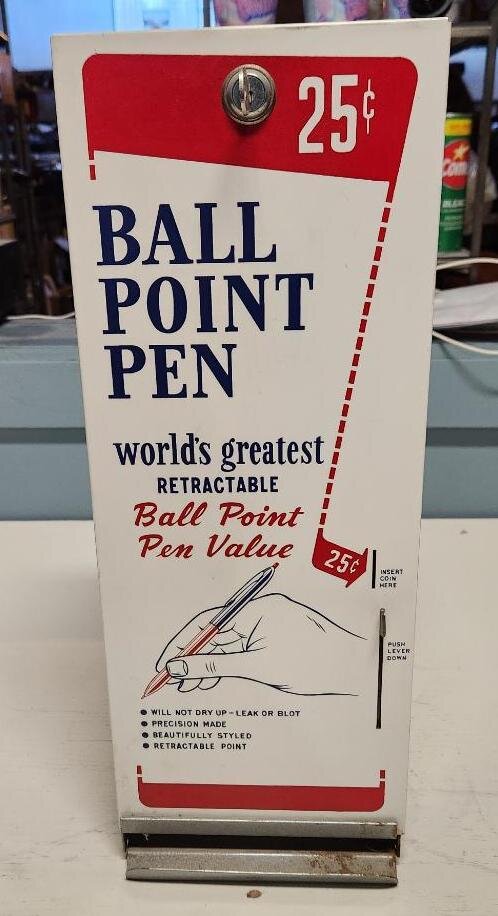 25¢
BALL
POINT
PEN
world's greatest
RETRACTABLE
Ball Point
Pen Value
25¢
INSERT
COIN
HERE
PUSH
LEVER
DOWN
● WILL NOT DRY UP – LEAK OR BLOT
● PRECISION MADE
● BEAUTIFULLY STYLED
● RETRACTABLE POINT